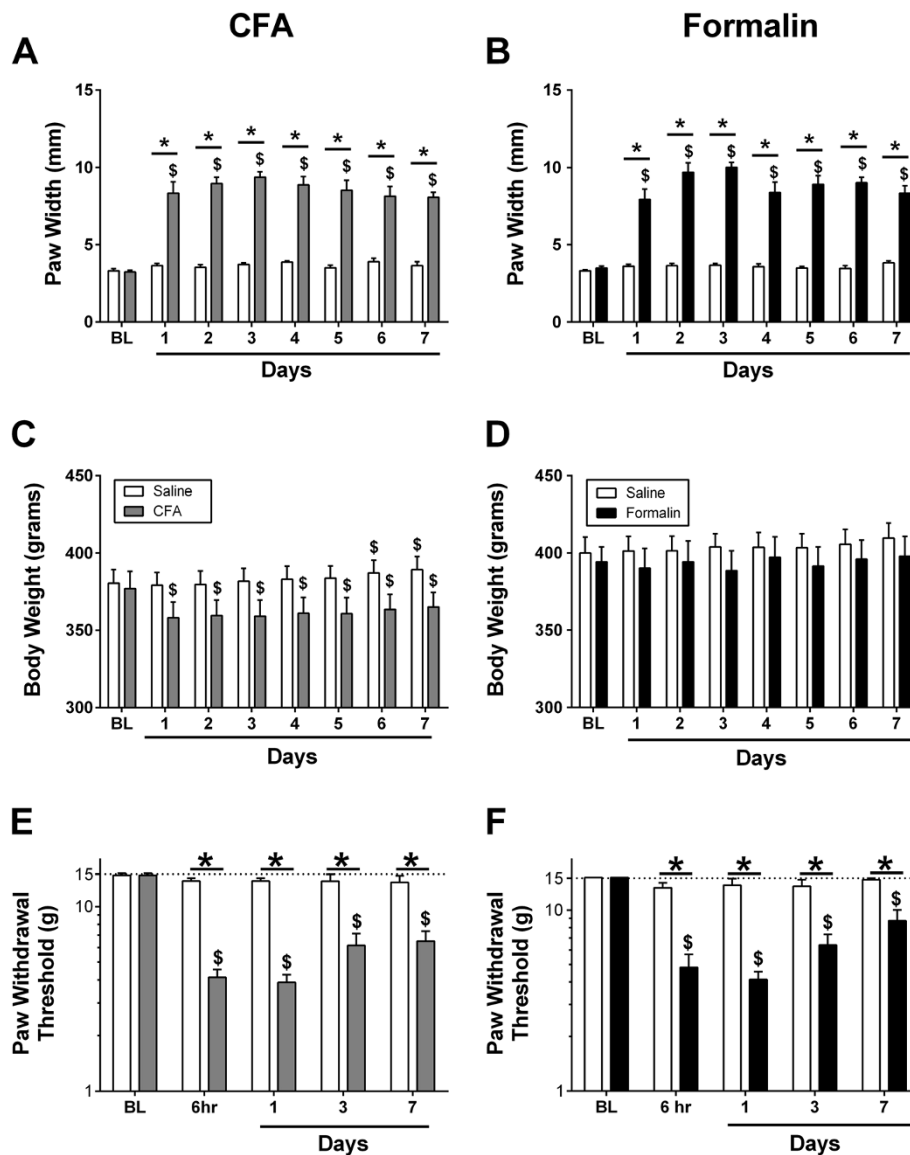 CFA
Formalin
A
B
Paw Width (mm)
15
10
5
0
* * * * * * *
$ $ $ $ $ $ $
BL 1 2 3 4 5 6 7
Days
Paw Width (mm)
15
10
5
0
* * * * * * *
$ $ $ $ $ $ $
BL 1 2 3 4 5 6 7
Days
C
D
Body Weight (grams)
450
400
350
300
Saline
CFA
$ $
$ $ $ $ $ $ $
BL 1 2 3 4 5 6 7
Days
Body Weight (grams)
450
400
350
300
Saline
Formalin
BL 1 2 3 4 5 6 7
Days
E
F
Paw Withdrawal
Threshold (g)
15
10
1
* * * *
$ $ $ $
BL 6hr 1 3 7
Days
Paw Withdrawal
Threshold (g)
15
10
1
* * * *
$ $ $ $
BL 6 hr 1 3 7
Days